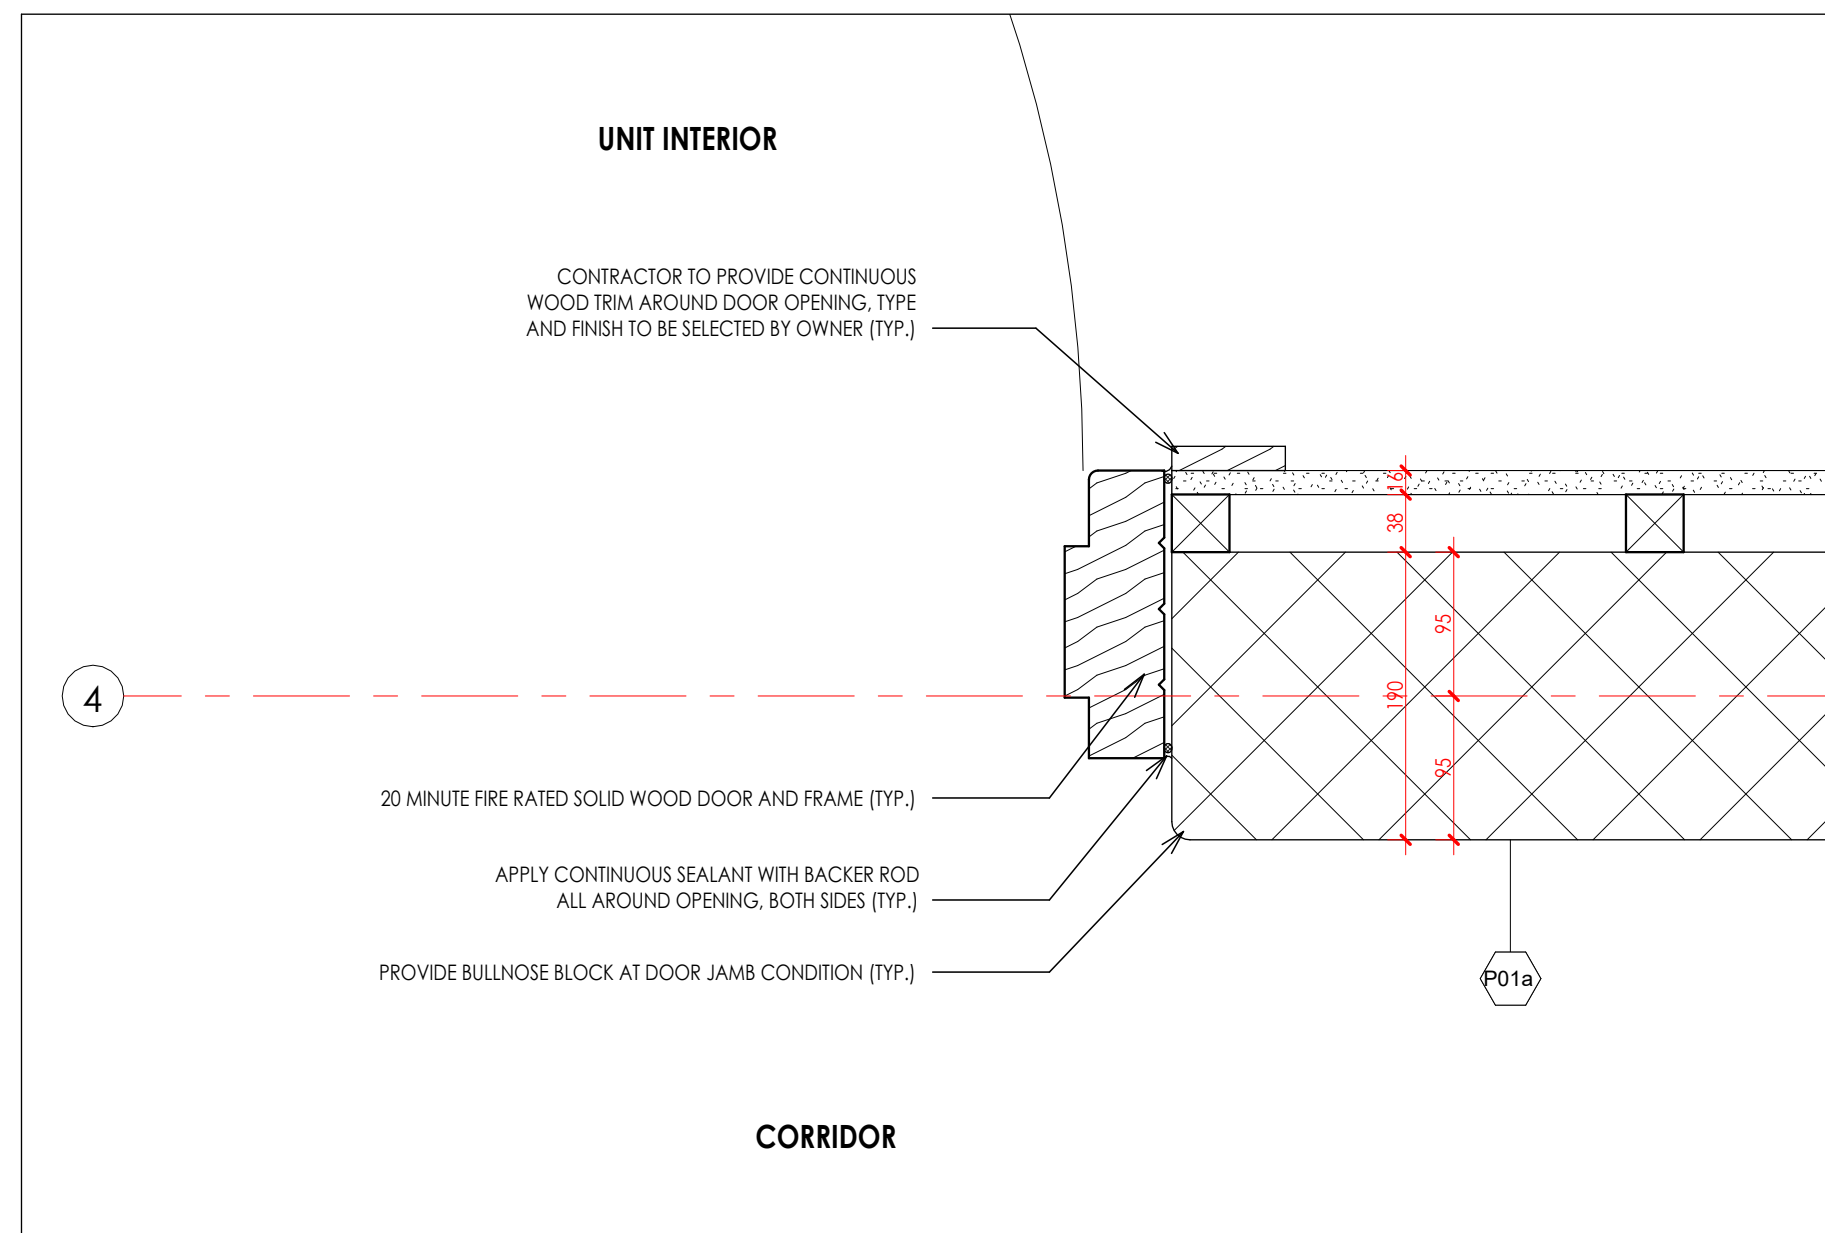 UNIT INTERIOR
CONTRACTOR TO PROVIDE CONTINUOUS
WOOD TRIM AROUND DOOR OPENING, TYPE
AND FINISH TO BE SELECTED BY OWNER (TYP.)
16
38
95
4
190
95
20 MINUTE FIRE RATED SOLID WOOD DOOR AND FRAME (TYP.)
APPLY CONTINUOUS SEALANT WITH BACKER ROD
ALL AROUND OPENING, BOTH SIDES (TYP.)
PROVIDE BULLNOSE BLOCK AT DOOR JAMB CONDITION (TYP.)
P01a
CORRIDOR